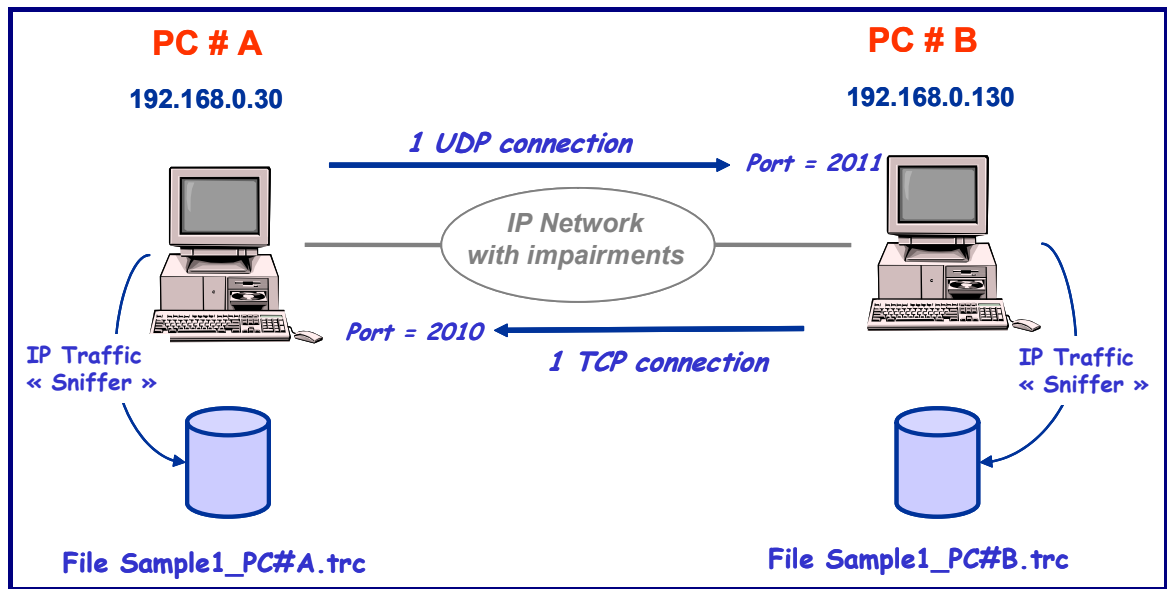 PC # A
PC # B
192.168.0.30
192.168.0.130
1 UDP connection
Port = 2011
IP Network
with impairments
Port = 2010
1 TCP connection
IP Traffic
« Sniffer »
IP Traffic
« Sniffer »
File Sample1_PC#A.trc
File Sample1_PC#B.trc